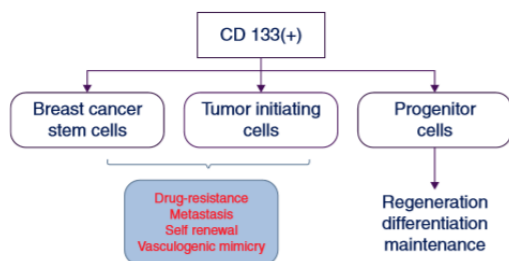 CD 133(+)
Breast cancer
stem cells
Tumor initiating
cells
Progenitor
cells
Drug-resistance
Metastasis
Self renewal
Vasculogenic mimicry
Regeneration
differentiation
maintenance